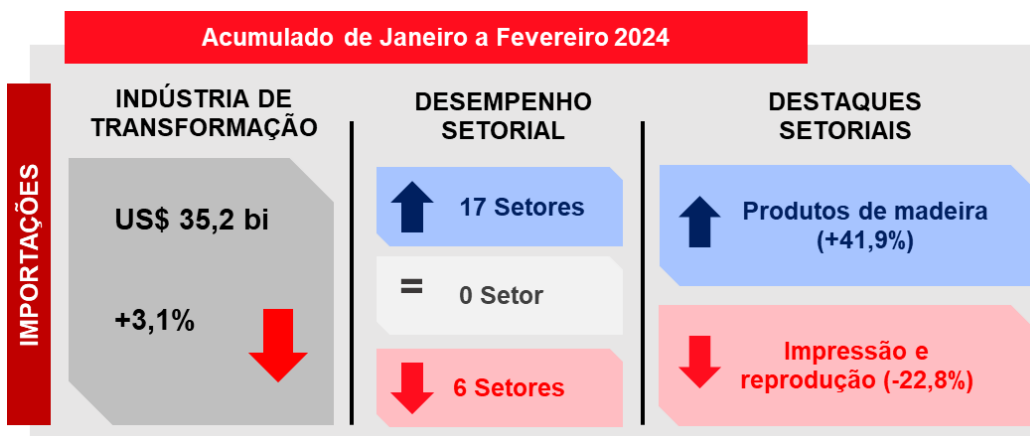 Acumulado de Janeiro a Fevereiro 2024
IMPORTAÇÕES
INDÚSTRIA DE
TRANSFORMAÇÃO
US$ 35,2 bi
+3,1%
DESEMPENHO
SETORIAL
17 Setores
= 0 Setor
6 Setores
DESTAQUES
SETORIAIS
Produtos de madeira
(+41,9%)
Impressão e
reprodução (-22,8%)